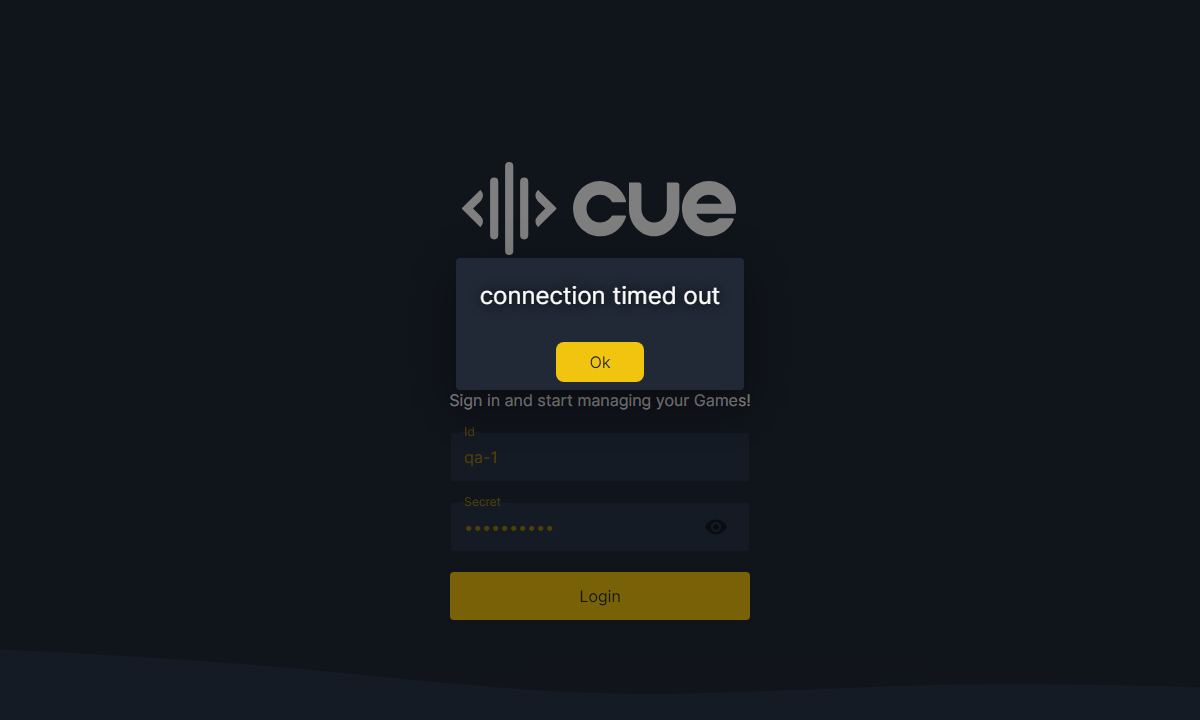 cue
connection timed out
Ok
Sign in and start managing your Games!
Id
qa-1
Secret
••••••••••
Login